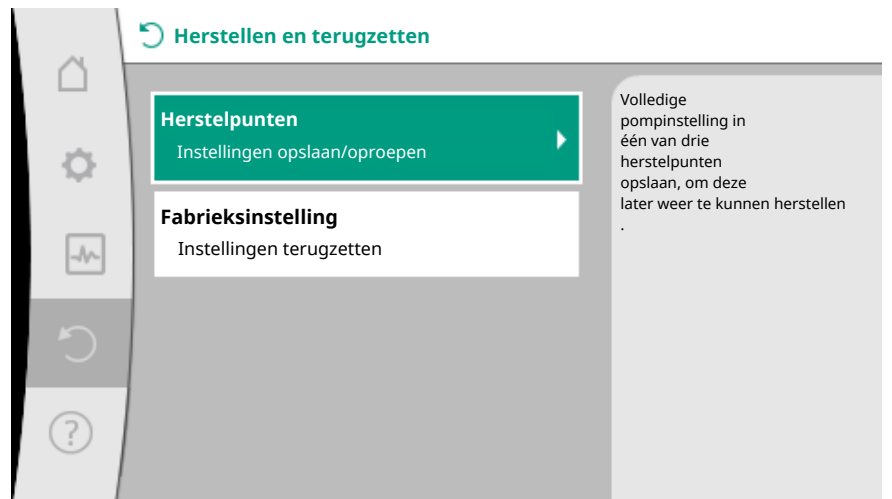 Herstellen en terugzetten
Herstelpunten
Instellingen opslaan/oproepen
Fabrieksinstelling
Instellingen terugzetten
Volledige
pompinstelling in
één van drie
herstelpunten
opslaan, om deze
later weer te kunnen herstellen
.
?